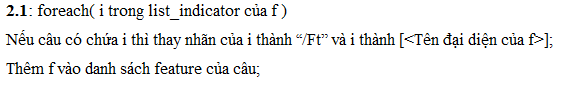 2.1: foreach( i trong list_indicator của f )
Nếu câu có chứa i thì thay nhãn của i thành “/Ft” và i thành [<Tên đại diện của f>];
Thêm f vào danh sách feature của câu;